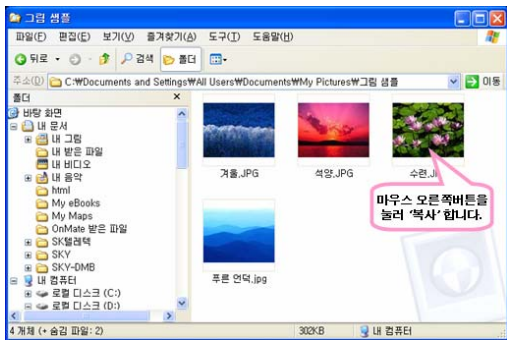 그림 샘플
파일(F) 편집(E) 보기(V) 즐겨찾기(A) 도구(T) 도움말(H)
뒤로 검색 폴더
주소(D) C:₩Documents and Settings₩All Users₩Documents₩My Pictures₩그림 샘플 이동
폴더 ×
바탕 화면
내 문서
내 그림
내 받은 파일
내 비디오
내 음악
html
My eBooks
My Maps
OnMate 받은 파일
SK텔레텍
SKY
SKY-DMB
내 컴퓨터
로컬 디스크 (C:)
로컬 디스크 (D:)
겨울.JPG 석양.JPG 수련.JP
마우스 오른쪽버튼을
눌러 '복사' 합니다.
푸른 언덕.jpg
4 개체 (+ 숨김 파일: 2) 302KB 내 컴퓨터